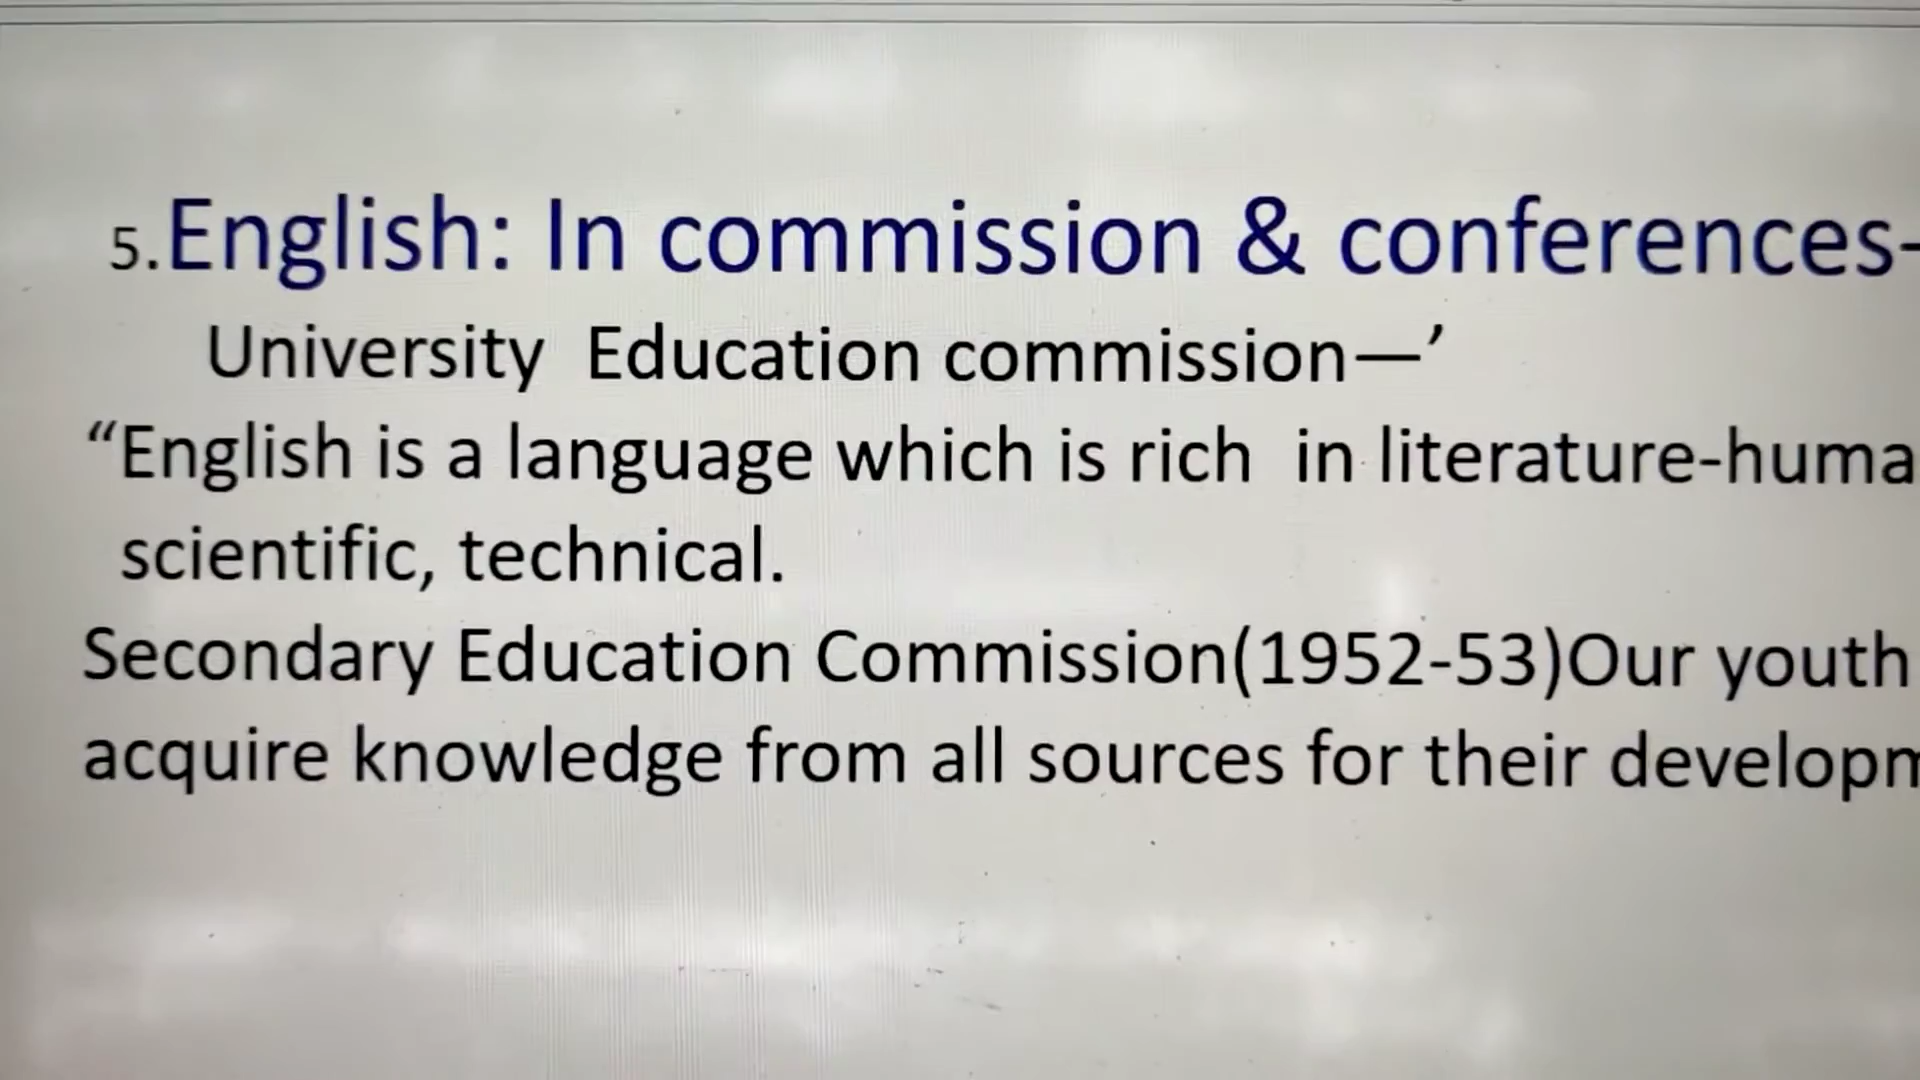 5.English: In commission & conferences-
University Education commission—’
“English is a language which is rich in literature-huma
scientific, technical.
Secondary Education Commission(1952-53)Our youth
acquire knowledge from all sources for their developm